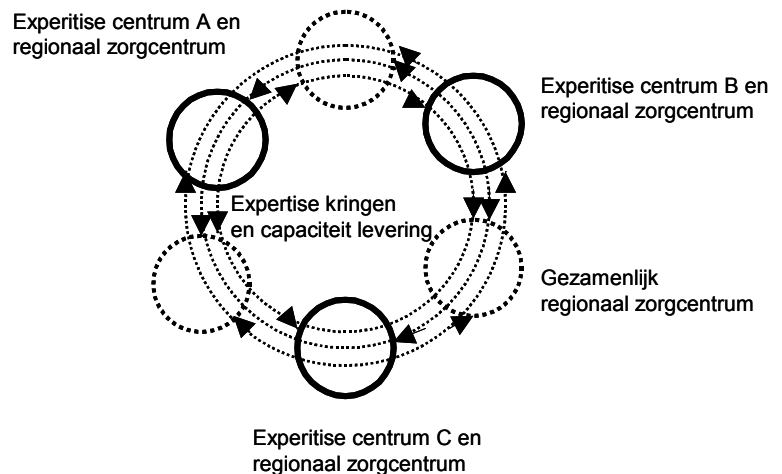 Experitise centrum A en
regionaal zorgcentrum
Experitise centrum B en
regionaal zorgcentrum
Expertise kringen
en capaciteit levering
Gezamenlijk
regionaal zorgcentrum
Experitise centrum C en
regionaal zorgcentrum